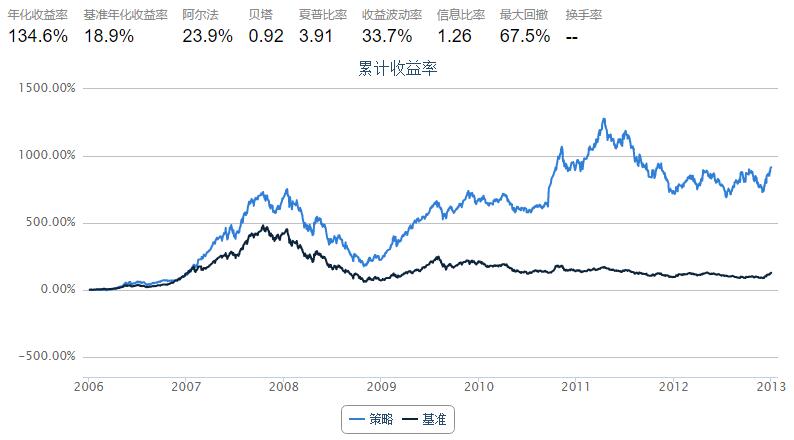 年化收益率 基准年化收益率 阿尔法 贝塔 夏普比率 收益波动率 信息比率 最大回撤 换手率
134.6% 18.9% 23.9% 0.92 3.91 33.7% 1.26 67.5% --
累计收益率
1500.00%
1000.00%
500.00%
0.00%
-500.00%
2006 2007 2008 2009 2010 2011 2012 2013
策略 基准